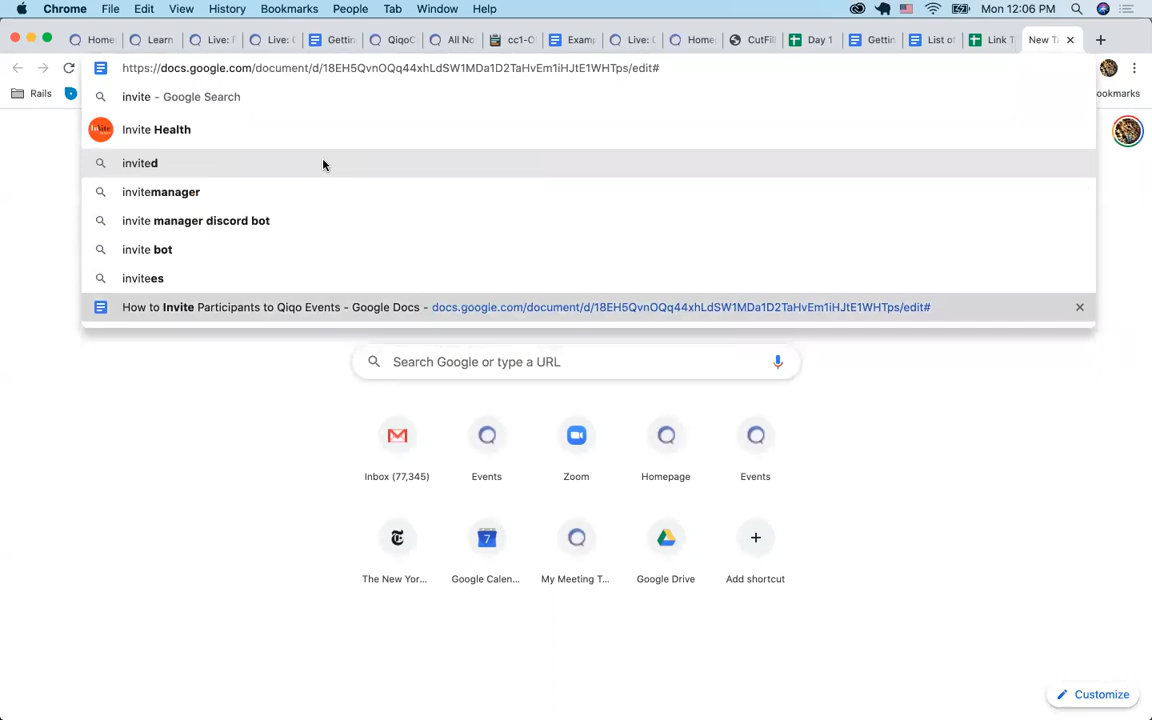 Chrome File Edit View History Bookmarks People Tab Window Help Mon 12:06 PM
Home Learn Live: Live: Gettin Qiqo All No cc1-O Examp Live: Home CutFil Day 1 Gettin List of Link T New T
https://docs.google.com/document/d/18EH5QvnOQq44xhLdSW1MDa1D2TaHvEm1iHJtE1WHTps/edit#
Rails ookmarks
invite - Google Search
Invite Health
invited
invitemanager
invite manager discord bot
invite bot
invitees
How to Invite Participants to Qiqo Events - Google Docs - docs.google.com/document/d/18EH5QvnOQq44xhLdSW1MDa1D2TaHvEm1iHJtE1WHTps/edit#
Search Google or type a URL
Inbox (77,345) Events Zoom Homepage Events
7
The New Yor... Google Calen... My Meeting T... Google Drive Add shortcut
Customize